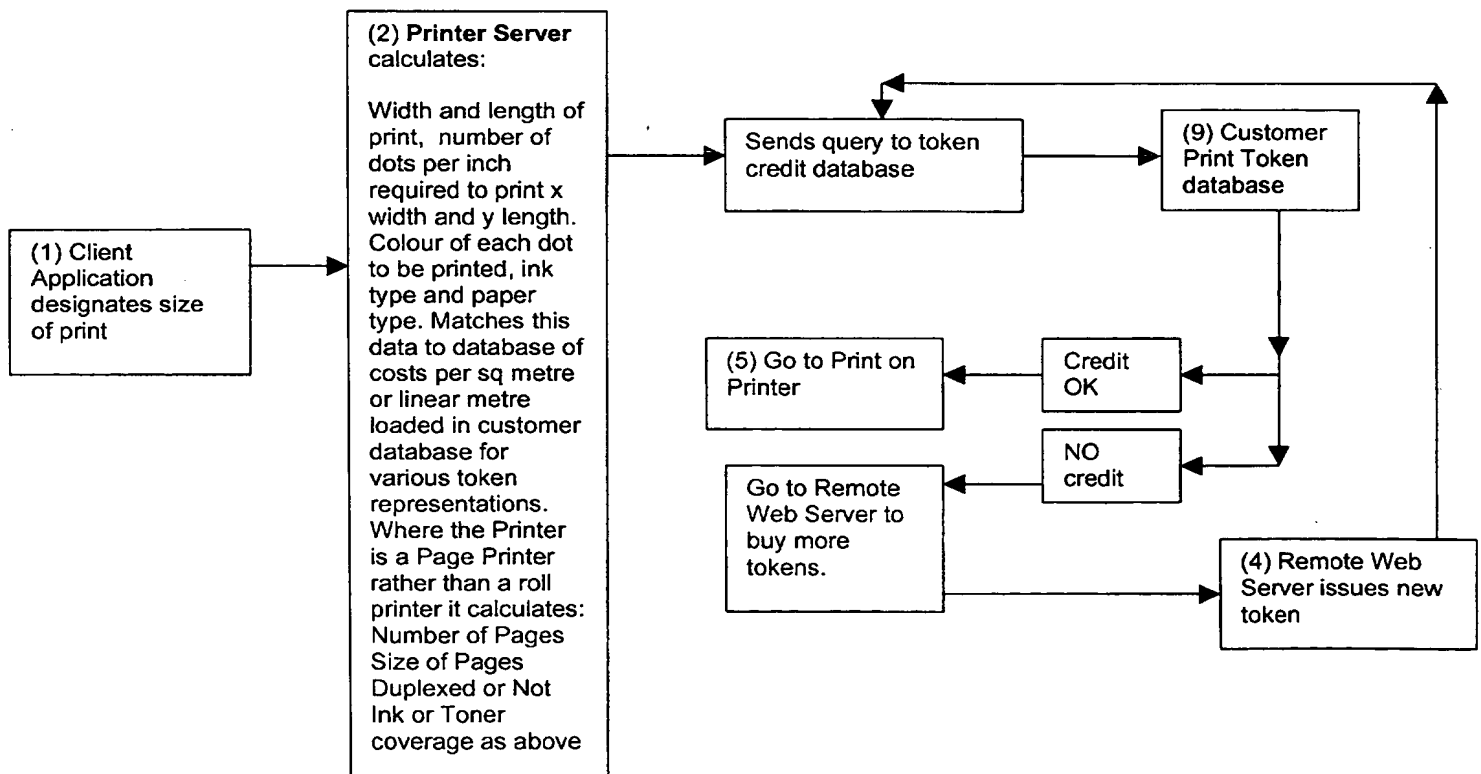 (1) Client
Application
designates size
of print
(2) Printer Server
calculates:
Width and length of
print, number of
dots per inch
required to print x
width and y length.
Colour of each dot
to be printed, ink
type and paper
type. Matches this
data to database of
costs per sq metre
or linear metre
loaded in customer
database for
various token
representations.
Where the Printer
is a Page Printer
rather than a roll
printer it calculates:
Number of Pages
Size of Pages
Duplexed or Not
Ink or Toner
coverage as above
Sends query to token
credit database
(9) Customer
Print Token
database
Credit
OK
(5) Go to Print on
Printer
NO
credit
Go to Remote
Web Server to
buy more
tokens.
(4) Remote Web
Server issues new
token